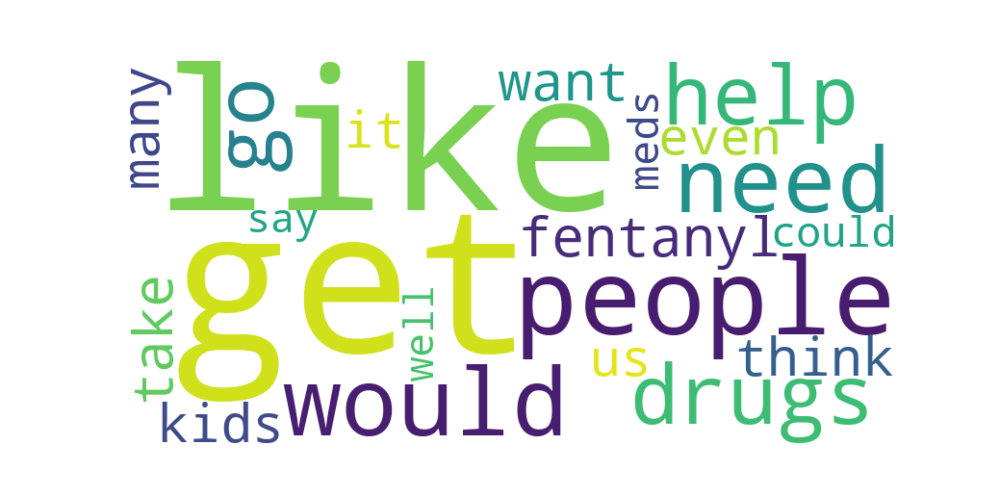 many
like
go
it
want
meds
help
even
need
say
get
fentanyl
could
people
take
well
us
think
kids
would
drugs